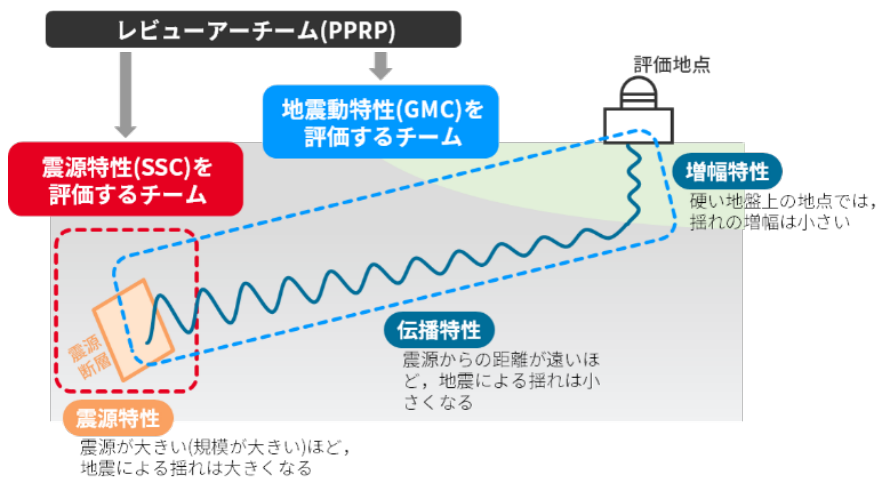 レビューアーチーム(PPRP)
評価地点
地震動特性(GMC)を
評価するチーム
震源特性(SSC)を
評価するチーム
増幅特性
硬い地盤上の地点では，
揺れの増幅は小さい
震源
断層
伝播特性
震源からの距離が遠いほ
ど，地震による揺れは小
さくなる
震源特性
震源が大きい(規模が大きい)ほど，
地震による揺れは大きくなる